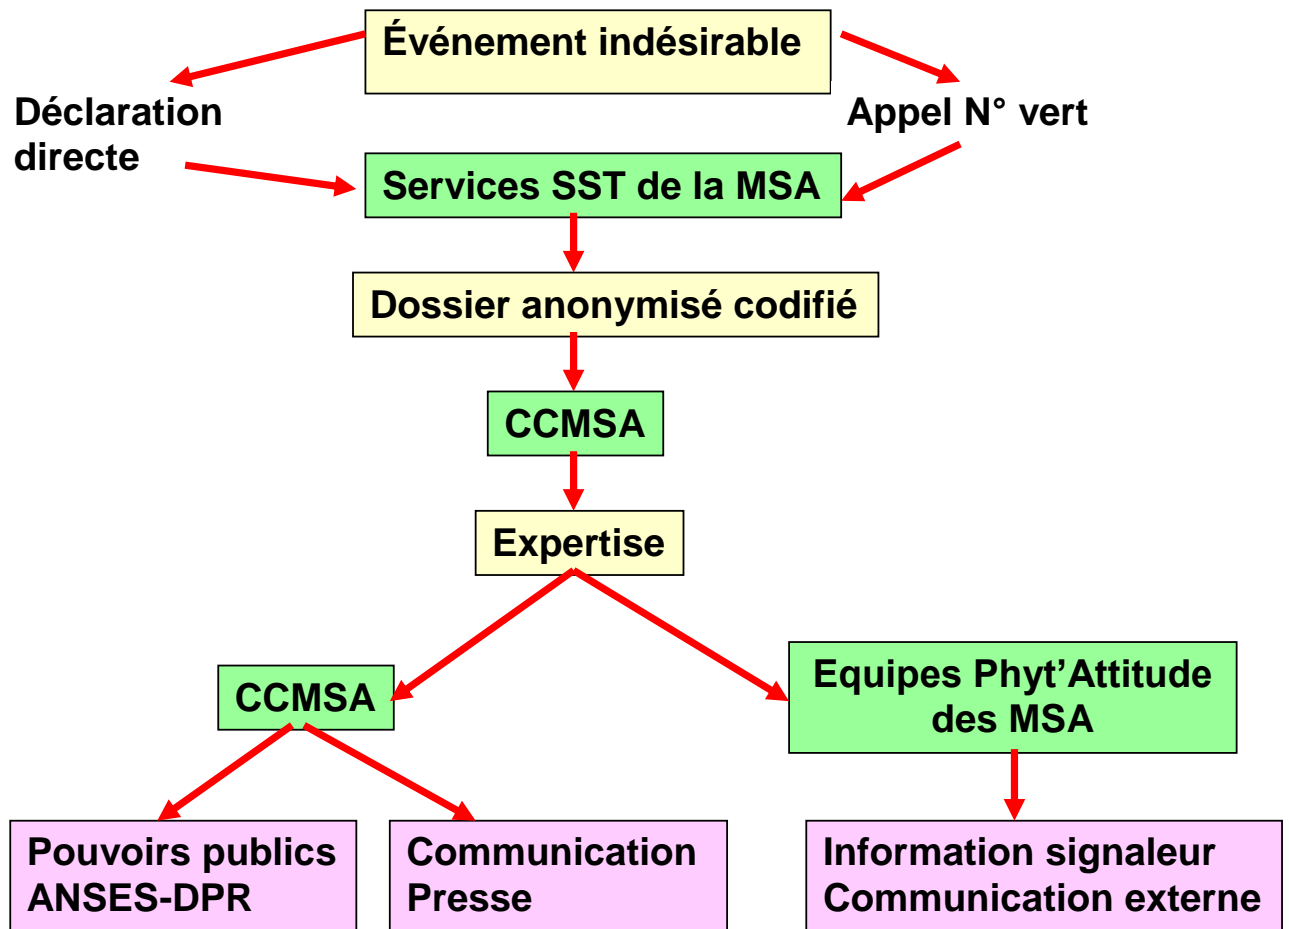 Événement indésirable
Déclaration
directe
Appel N° vert
Services SST de la MSA
Dossier anonymisé codifié
CCMSA
Expertise
CCMSA
Equipes Phyt’Attitude
des MSA
Pouvoirs publics
ANSES-DPR
Communication
Presse
Information signaleur
Communication externe